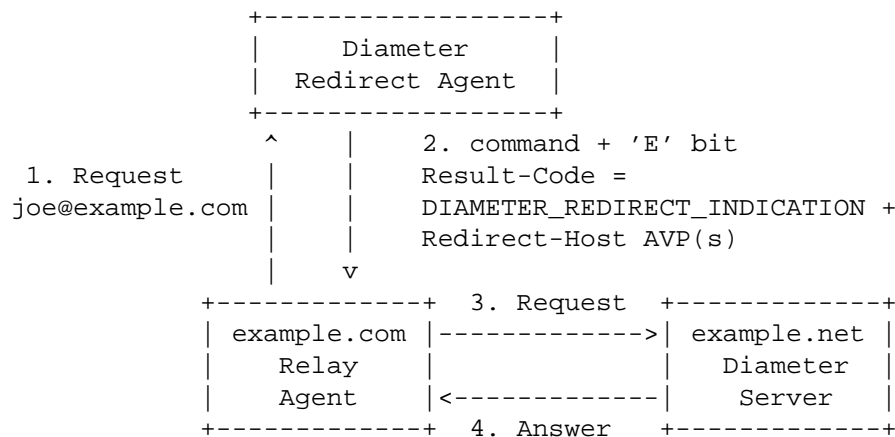 Diameter
Redirect Agent
2. command + 'E' bit
1. Request Result-Code =
joe@example.com DIAMETER_REDIRECT_INDICATION +
Redirect-Host AVP(s)
3. Request
example.com example.net
Relay Diameter
Agent Server
4. Answer